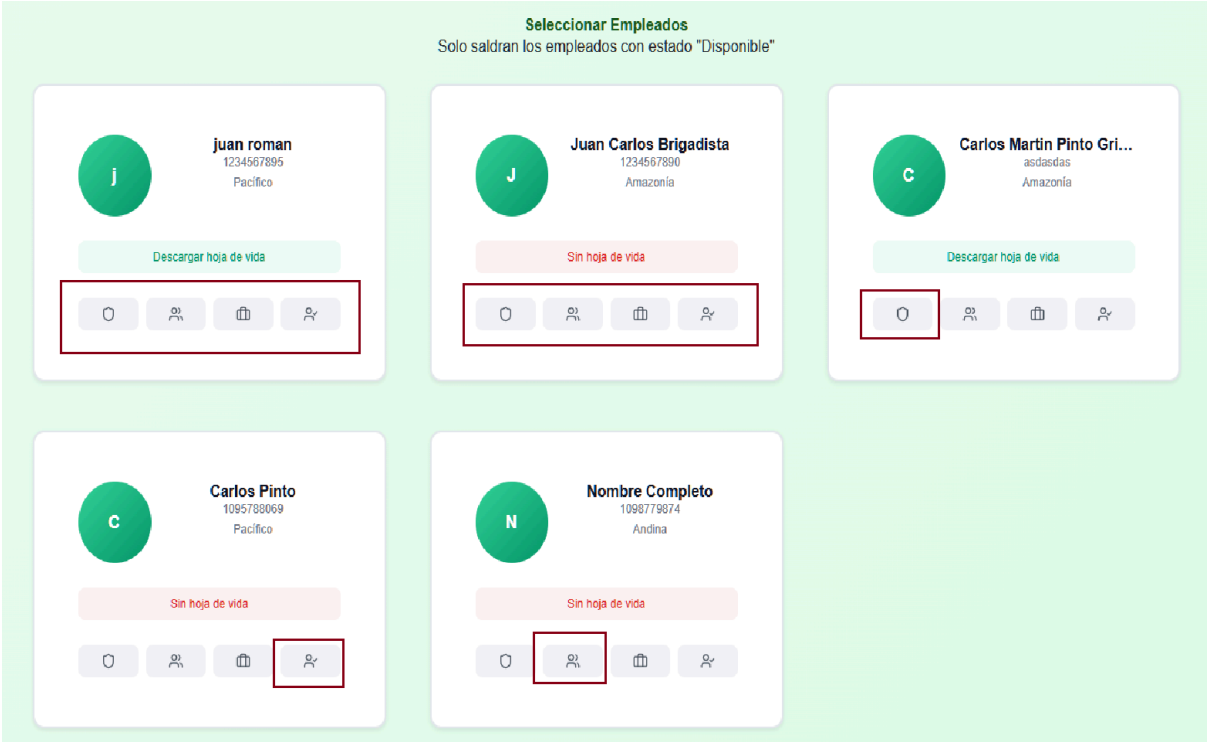 Seleccionar Empleados
Solo saldran los empleados con estado "Disponible"
j
juan roman
1234567895
Pacífico
Descargar hoja de vida
J
Juan Carlos Brigadista
1234567890
Amazonía
Sin hoja de vida
C
Carlos Martin Pinto Gri...
asdasdas
Amazonía
Descargar hoja de vida
C
Carlos Pinto
1095788069
Pacífico
Sin hoja de vida
N
Nombre Completo
1098779874
Andina
Sin hoja de vida